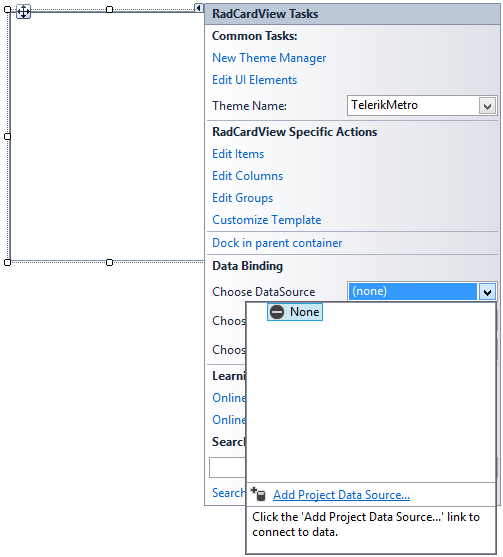 RadCardView Tasks
Common Tasks:
New Theme Manager
Edit UI Elements
Theme Name: TelerikMetro
RadCardView Specific Actions
Edit Items
Edit Columns
Edit Groups
Customize Template
Dock in parent container
Data Binding
Choose DataSource (none)
None
Choos
Choos
Learni
Online
Online
Search
Search
Add Project Data Source...
Click the 'Add Project Data Source...' link to
connect to data.